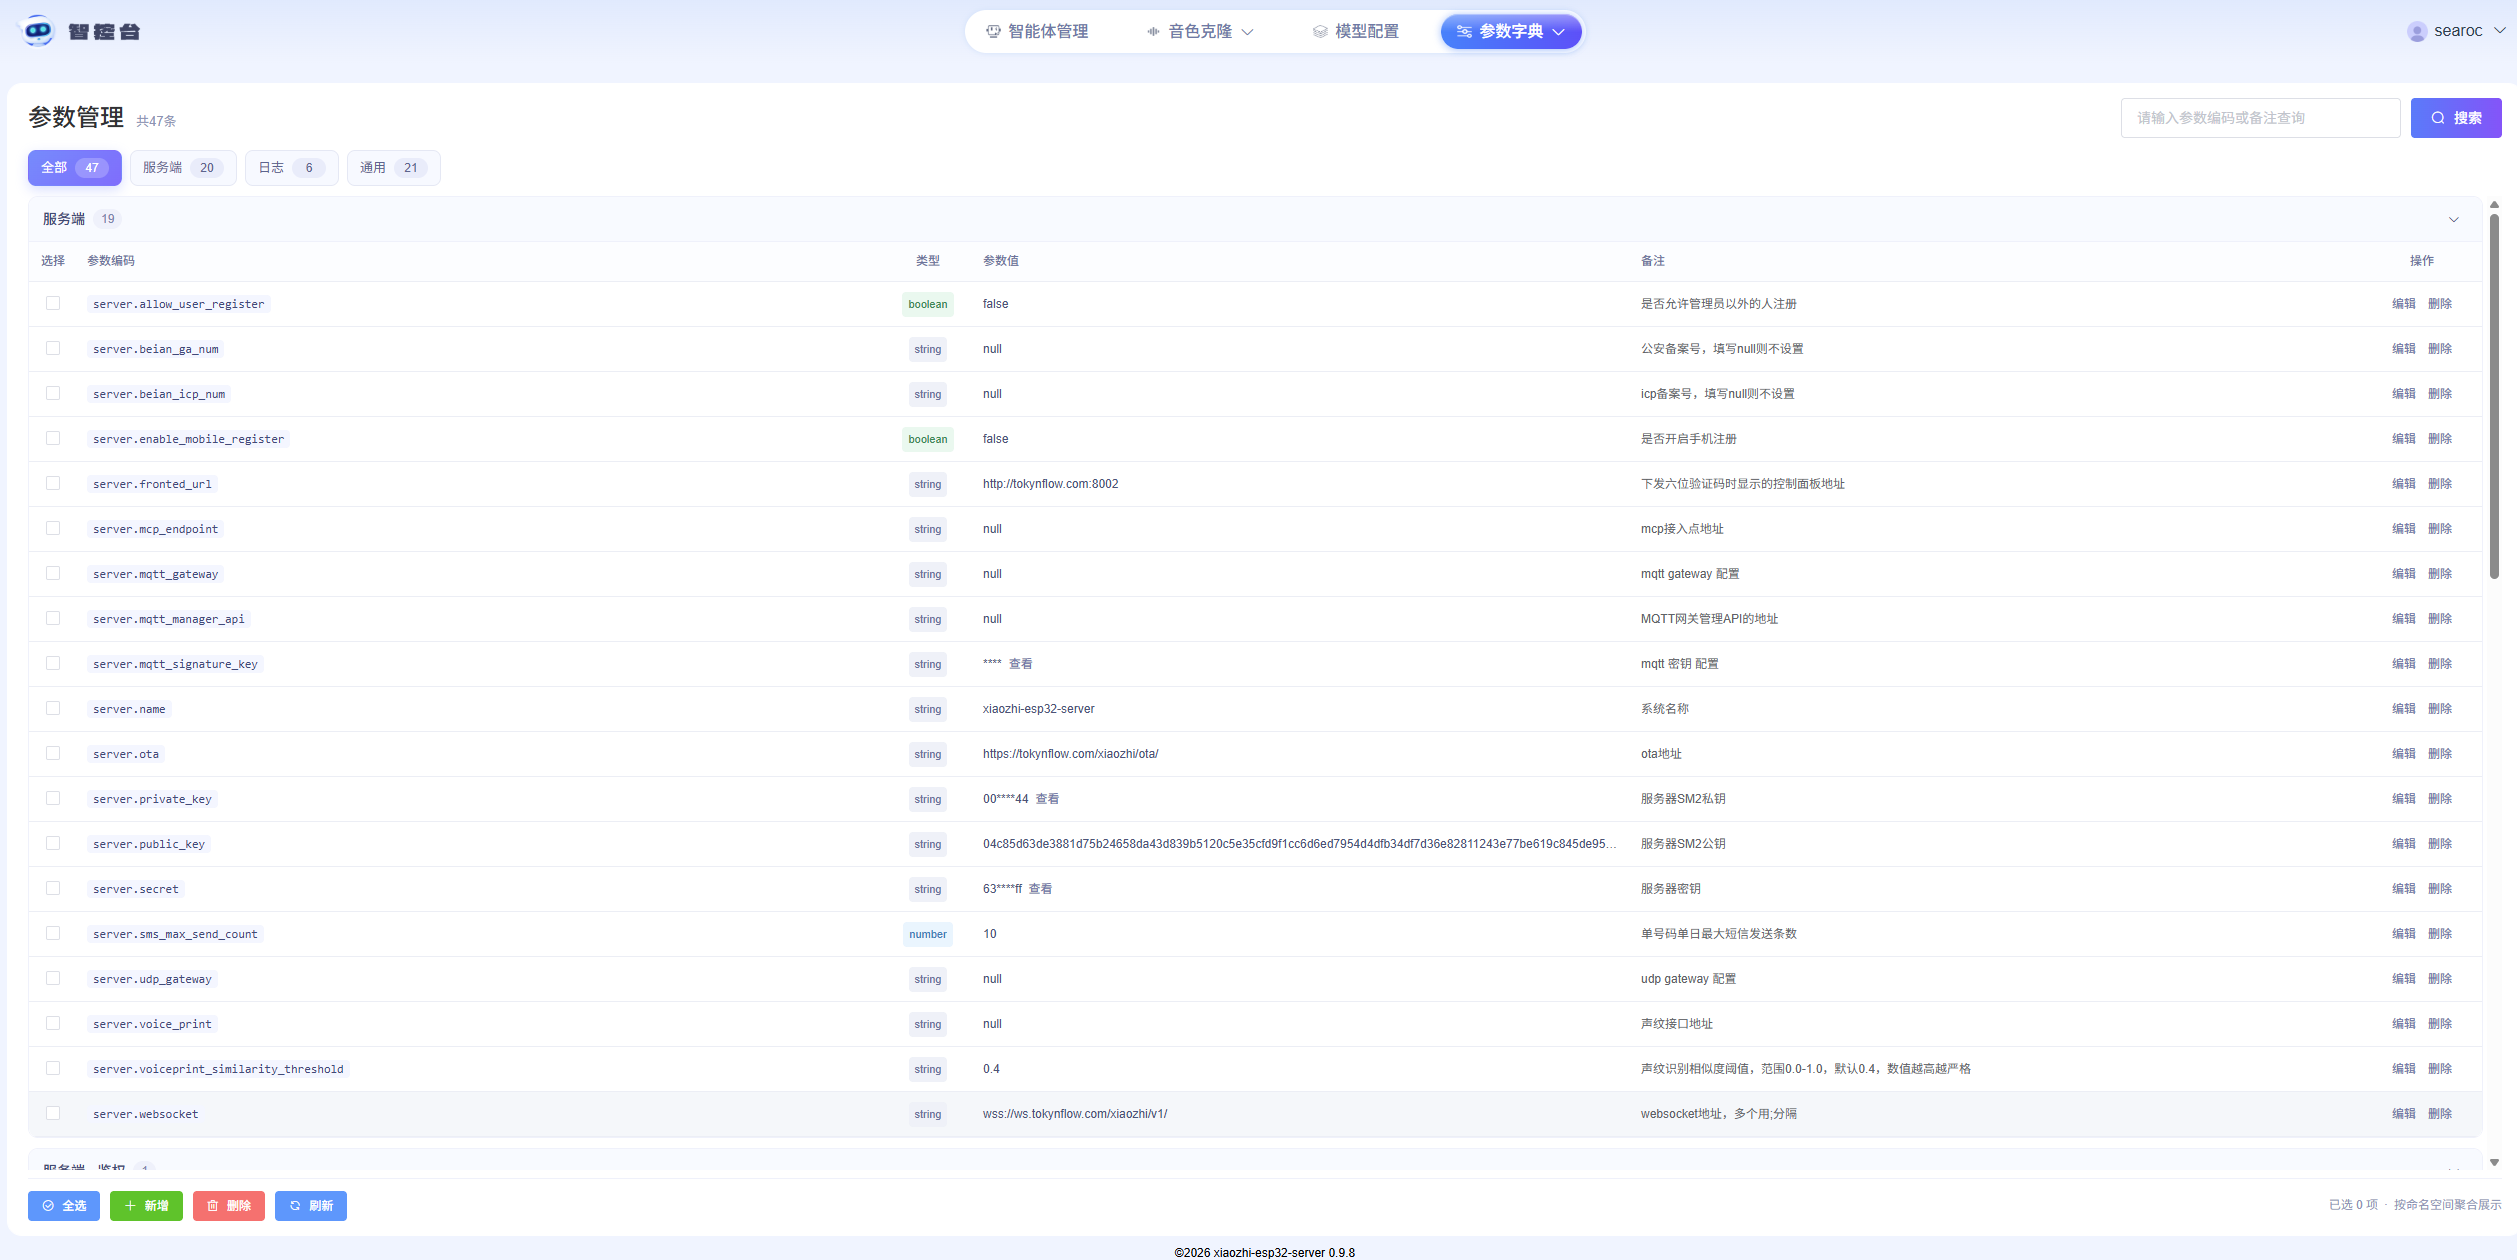 智控台
智能体管理 音色克隆 模型配置 参数字典
searoc
参数管理 共47条
请输入参数编码或备注查询 搜索
全部 47 服务端 20 日志 6 通用 21
服务端 19
选择 参数编码 类型 参数值 备注 操作
server.allow_user_register boolean false 是否允许管理员以外的人注册 编辑 删除
server.beian_ga_num string null 公安备案号，填写null则不设置 编辑 删除
server.beian_icp_num string null icp备案号，填写null则不设置 编辑 删除
server.enable_mobile_register boolean false 是否开启手机注册 编辑 删除
server.fronted_url string http://tokynflow.com:8002 下发六位验证码时显示的控制面板地址 编辑 删除
server.mcp_endpoint string null mcp接入点地址 编辑 删除
server.mqtt_gateway string null mqtt gateway 配置 编辑 删除
server.mqtt_manager_api string null MQTT网关管理API的地址 编辑 删除
server.mqtt_signature_key string **** 查看 mqtt 密钥 配置 编辑 删除
server.name string xiaozhi-esp32-server 系统名称 编辑 删除
server.ota string https://tokynflow.com/xiaozhi/ota/ ota地址 编辑 删除
server.private_key string 00****44 查看 服务器SM2私钥 编辑 删除
server.public_key string 04c85d63de3881d75b24658da43d839b5120c5e35cfd9f1cc6d6ed7954d4dfb34df7d36e82811243e77be619c845de95... 服务器SM2公钥 编辑 删除
server.secret string 63****ff 查看 服务器密钥 编辑 删除
server.sms_max_send_count number 10 单号码单日最大短信发送条数 编辑 删除
server.udp_gateway string null udp gateway 配置 编辑 删除
server.voice_print string null 声纹接口地址 编辑 删除
server.voiceprint_similarity_threshold string 0.4 声纹识别相似度阈值，范围0.0-1.0，默认0.4，数值越高越严格 编辑 删除
server.websocket string wss://ws.tokynflow.com/xiaozhi/v1/ websocket地址，多个用;分隔 编辑 删除
服务端 鉴权 1
全选 新增 删除 刷新 已选 0 项 · 按命名空间聚合展示
©2026 xiaozhi-esp32-server 0.9.8